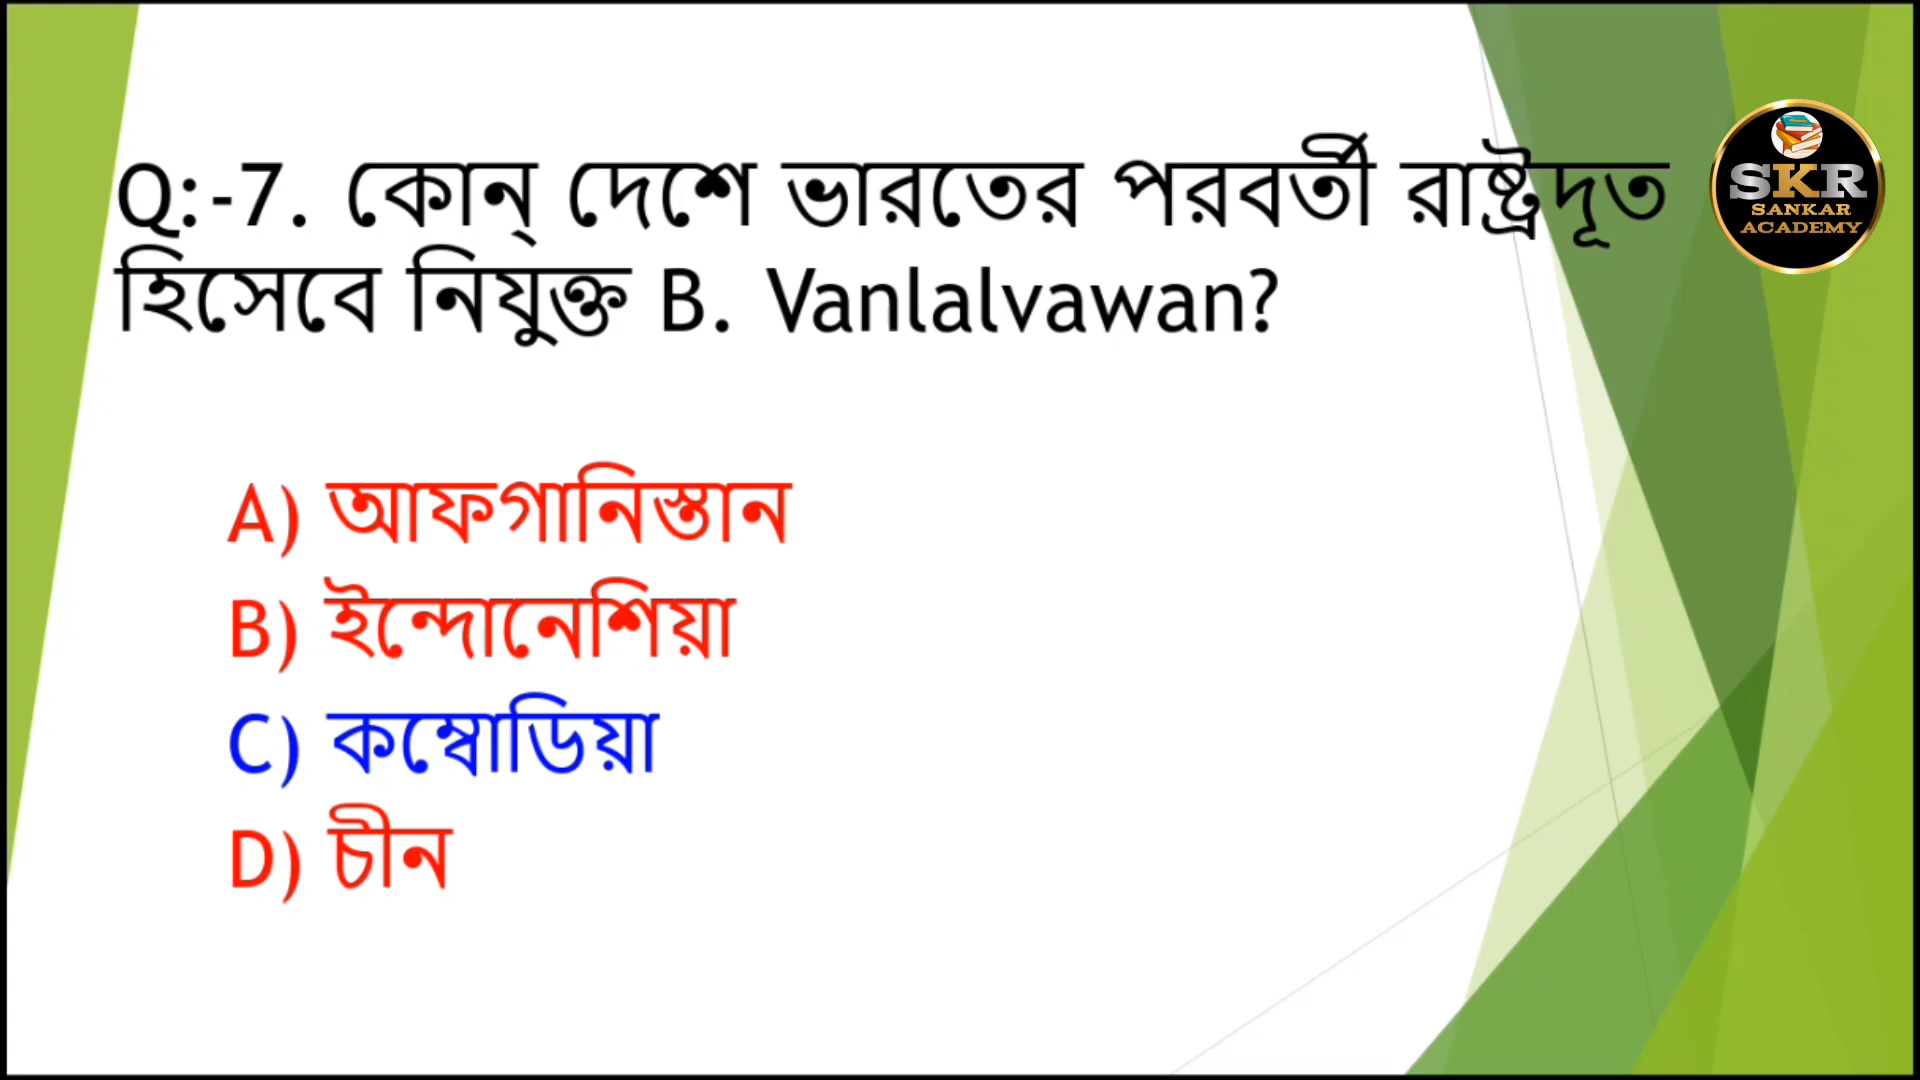 Q:-7. কোন্ দেশে ভারতের পরবর্তী রাষ্ট্রদূত
হিসেবে নিযুক্ত B. Vanlalvawan?
A) আফগানিস্তান
B) ইন্দোনেশিয়া
C) কম্বোডিয়া
D) চীন
SKR
SANKAR
ACADEMY